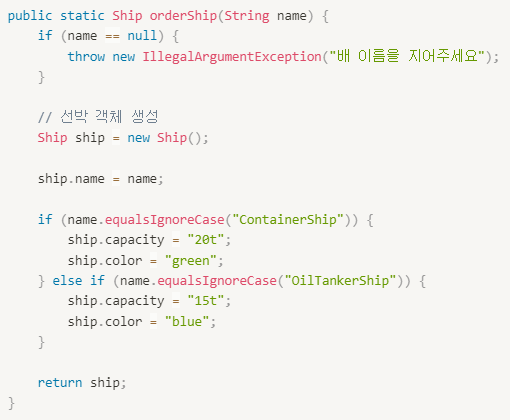 public static Ship orderShip(String name) {
    if (name == null) {
        throw new IllegalArgumentException("배 이름을 지어주세요");
    }

    // 선박 객체 생성
    Ship ship = new Ship();

    ship.name = name;

    if (name.equalsIgnoreCase("ContainerShip")) {
        ship.capacity = "20t";
        ship.color = "green";
    } else if (name.equalsIgnoreCase("OilTankerShip")) {
        ship.capacity = "15t";
        ship.color = "blue";
    }

    return ship;
}